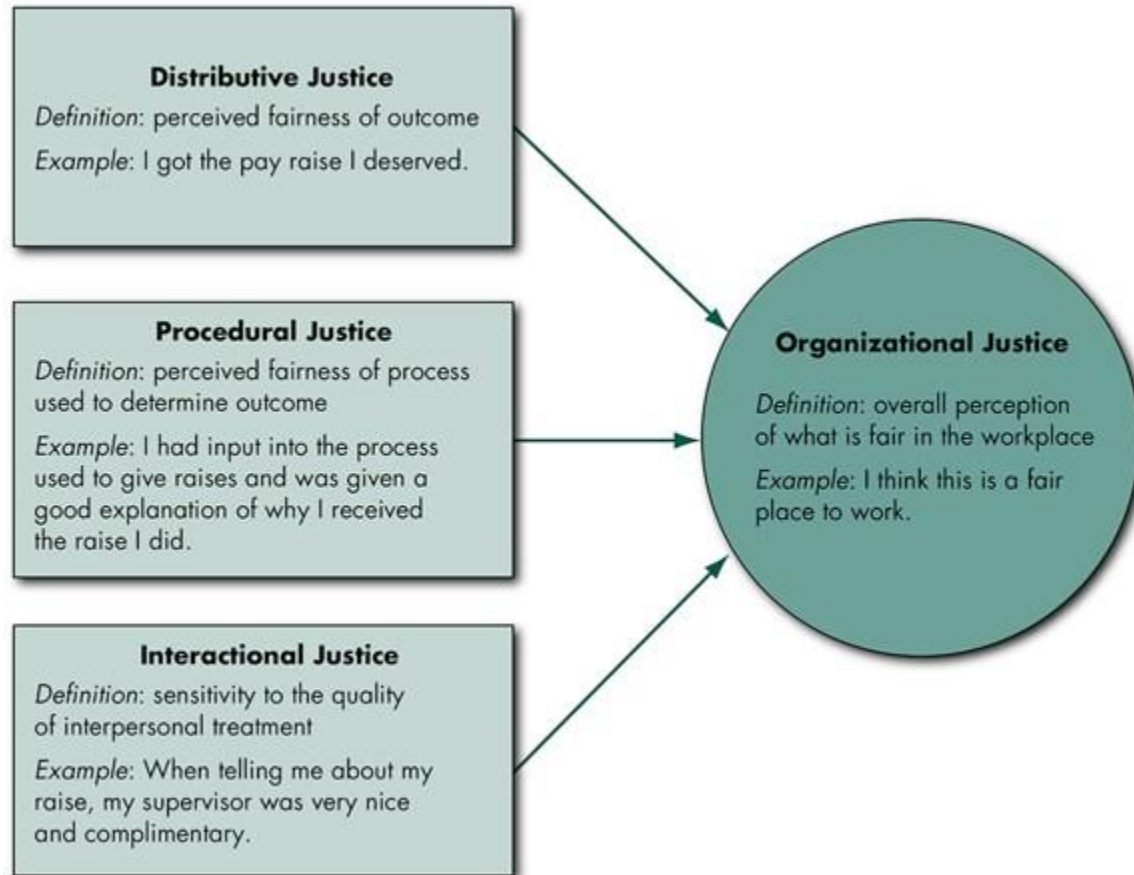 Distributive Justice
Definition: perceived fairness of outcome
Example: I got the pay raise I deserved.
Procedural Justice
Definition: perceived fairness of process
used to determine outcome
Example: I had input into the process
used to give raises and was given a
good explanation of why I received
the raise I did.
Interactional Justice
Definition: sensitivity to the quality
of interpersonal treatment
Example: When telling me about my
raise, my supervisor was very nice
and complimentary.
Organizational Justice
Definition: overall perception
of what is fair in the workplace
Example: I think this is a fair
place to work.